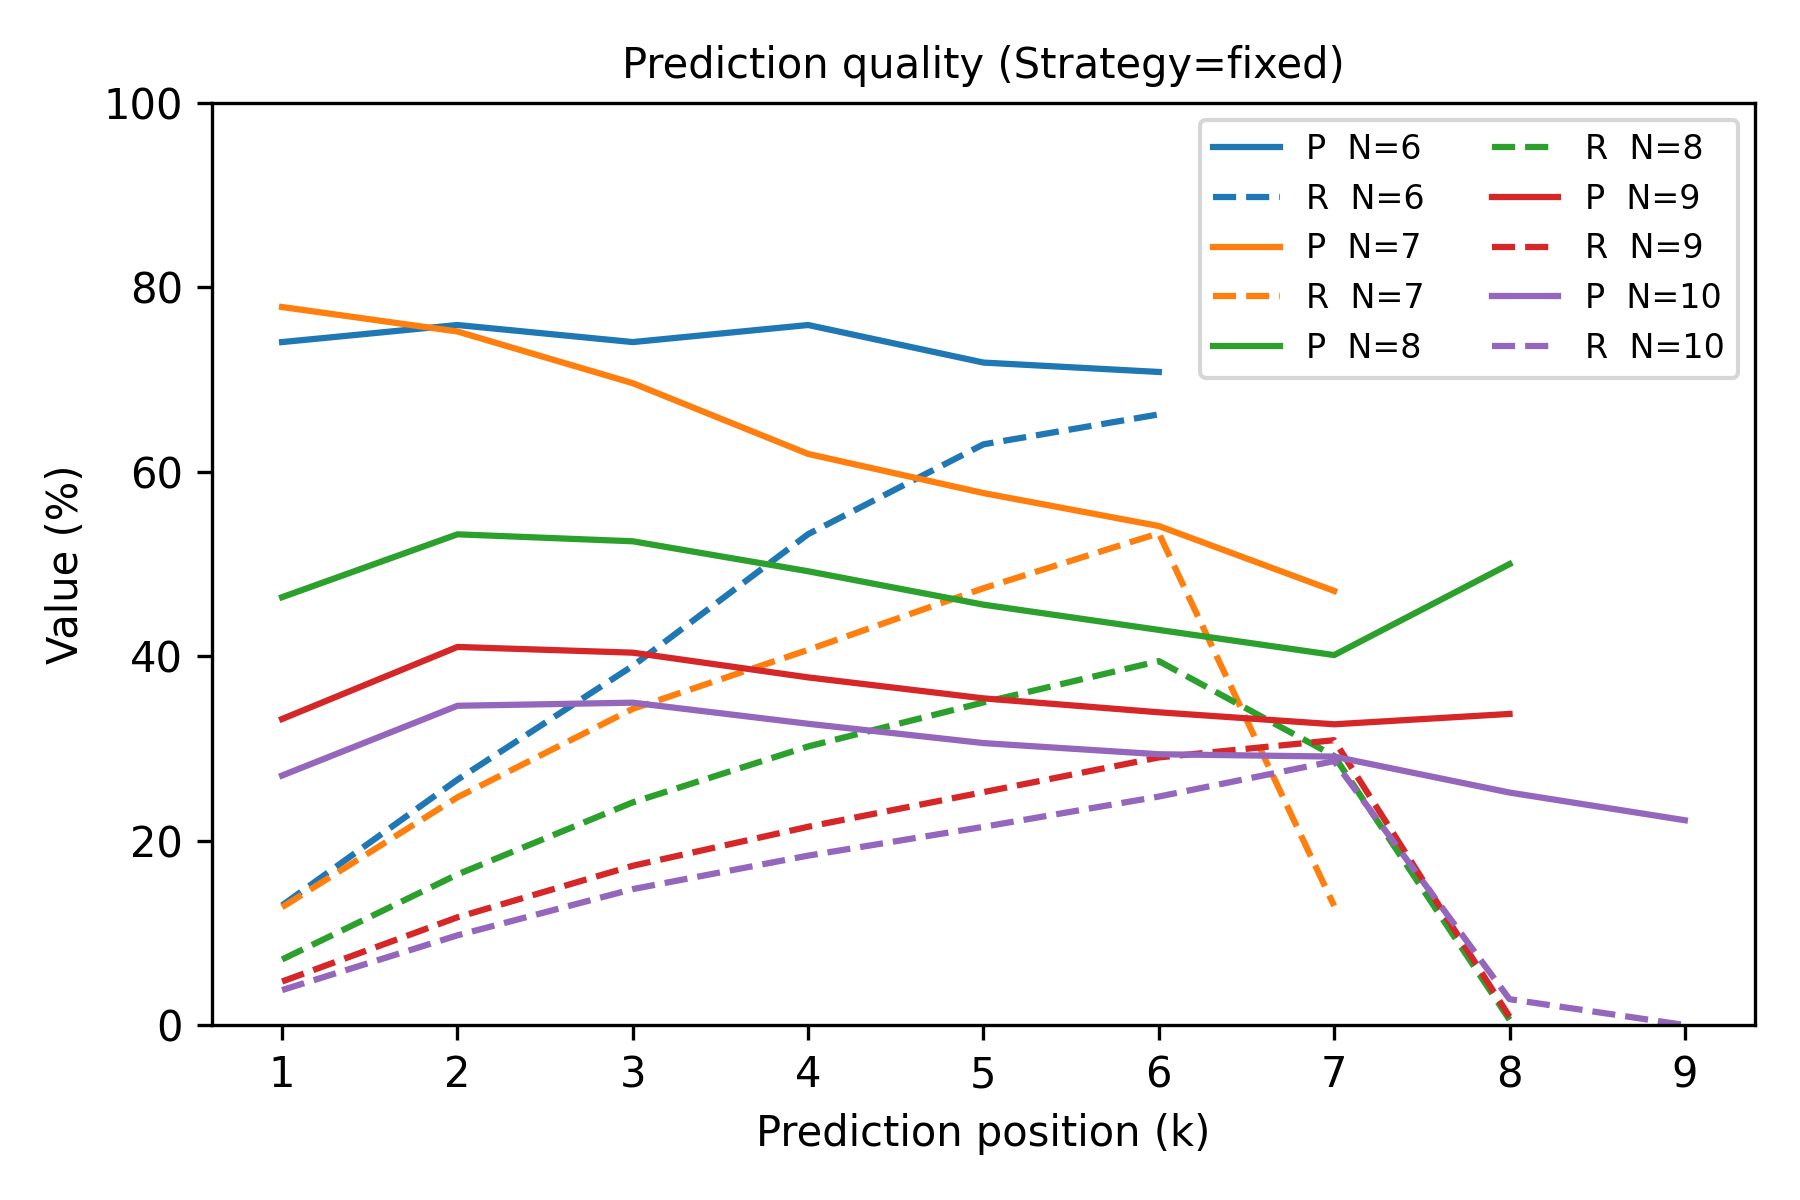 Prediction quality (Strategy=fixed)
100
80
60
40
20
0
Value (%)
P N=6
R N=6
P N=7
R N=7
P N=8
R N=8
P N=9
R N=9
P N=10
R N=10
1 2 3 4 5 6 7 8 9
Prediction position (k)